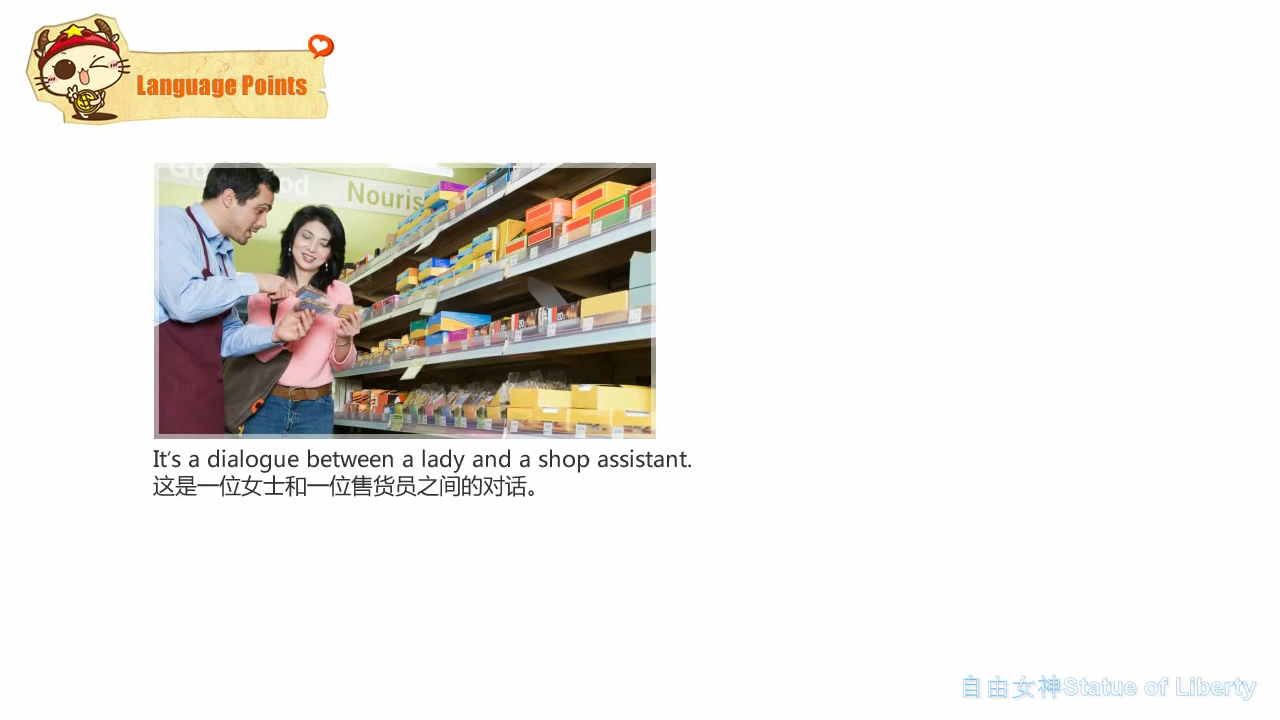 Language Points
Nouris
It's a dialogue between a lady and a shop assistant.
这是一位女士和一位售货员之间的对话。
自由女神Statue of Liberty